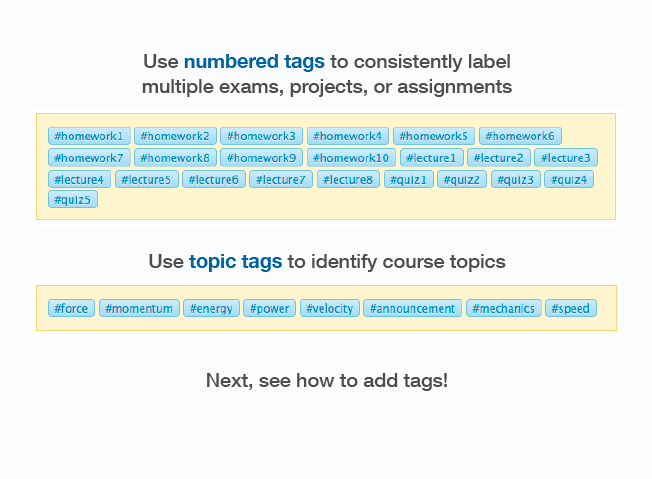 Use numbered tags to consistently label
multiple exams, projects, or assignments
#homework1 #homework2 #homework3 #homework4 #homework5 #homework6
#homework7 #homework8 #homework9 #homework10 #lecture1 #lecture2 #lecture3
#lecture4 #lecture5 #lecture6 #lecture7 #lecture8 #quiz1 #quiz2 #quiz3 #quiz4
#quiz5
Use topic tags to identify course topics
#force #momentum #energy #power #velocity #announcement #mechanics #speed
Next, see how to add tags!